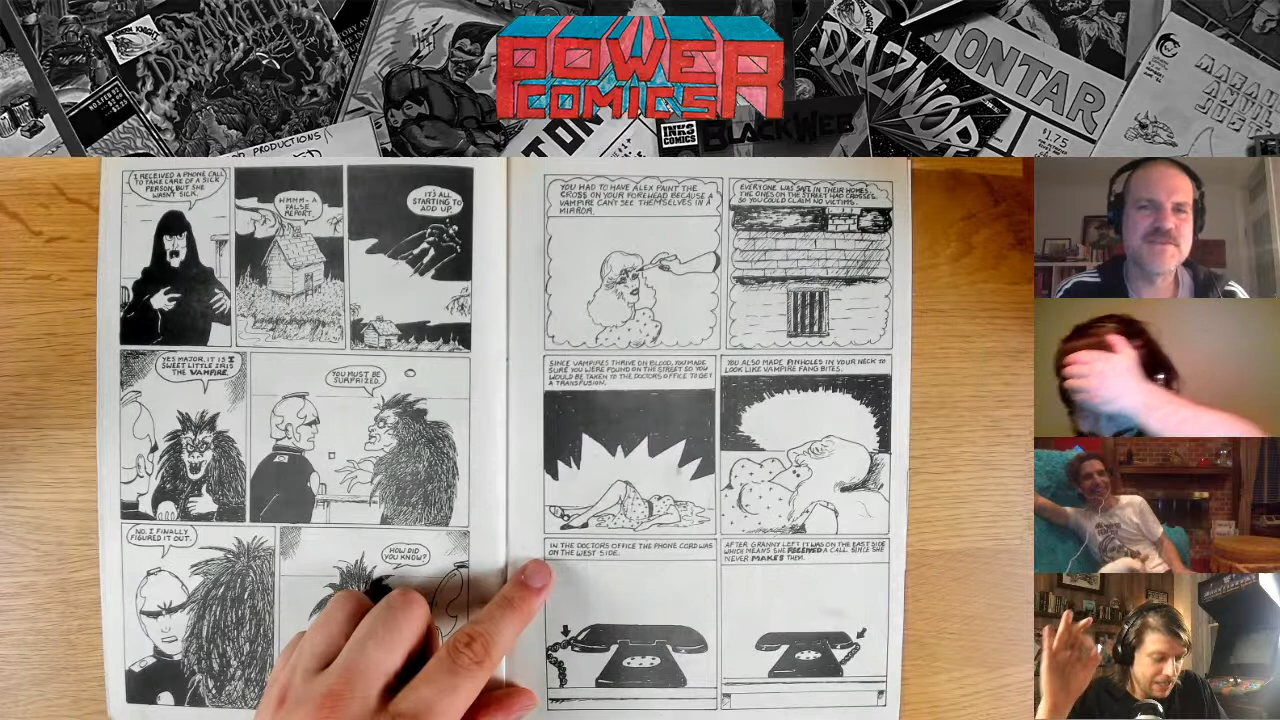 POWER
COMICS
PRODUCTIONS
JONTAR
$1.75
BLACK WEB
I RECEIVED A PHONE CALL
TO TAKE CARE OF A SICK
PERSON, BUT SHE
WASN'T SICK.
HMMM- A
FALSE
REPORT.
IT'S ALL
STARTING TO
ADD UP.
YES MAJOR, IT IS I
SWEET LITTLE IRIS
THE VAMPIRE.
YOU MUST BE
SURPRIZED.
NO. I FINALLY
FIGURED IT OUT.
HOW DID
YOU KNOW?
YOU HAD TO HAVE ALEX PAINT THE
CROSS ON YOUR FOREHEAD BECAUSE A
VAMPIRE CAN'T SEE THEMSELVES IN A
MIRROR.
EVERYONE WAS SAFE IN THEIR HOMES.
THE ONES ON THE STREET HAD CROSSES,
SO YOU COULD CLAIM NO VICTIMS.
SINCE VAMPIRES THRIVE ON BLOOD, YOU MADE
SURE YOU WERE FOUND ON THE STREET SO YOU
WOULD BE TAKEN TO THE DOCTORS OFFICE TO GET
A TRANSFUSION.
YOU ALSO MADE PINHOLES IN YOUR NECK TO
LOOK LIKE VAMPIRE FANG BITES.
IN THE DOCTORS OFFICE THE PHONE CORD WAS
ON THE WEST SIDE.
AFTER GRANNY LEFT IT WAS ON THE EAST SIDE
WHICH MEANS SHE RECEIVED A CALL. SINCE SHE
NEVER MAKES THEM.